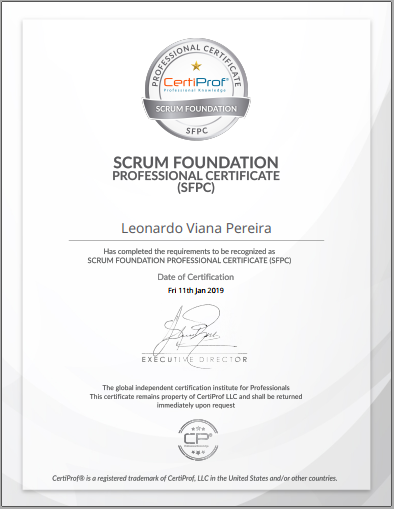 PROFESSIONAL CERTIFICATE
CertiProf®
Professional Knowledge
SCRUM FOUNDATION
SFPC
SCRUM FOUNDATION
PROFESSIONAL CERTIFICATE
(SFPC)
Leonardo Viana Pereira
Has completed the requirements to be recognized as
SCRUM FOUNDATION PROFESSIONAL CERTIFICATE (SFPC)
Date of Certification
Fri 11th Jan 2019
EXECUTIVE DIRECTOR
The global independent certification institute for Professionals
This certificate remains property of CertiProf LLC and shall be returned
immediately upon request
CP
CertiProf® is a registered trademark of CertiProf, LLC in the United States and/or other countries.